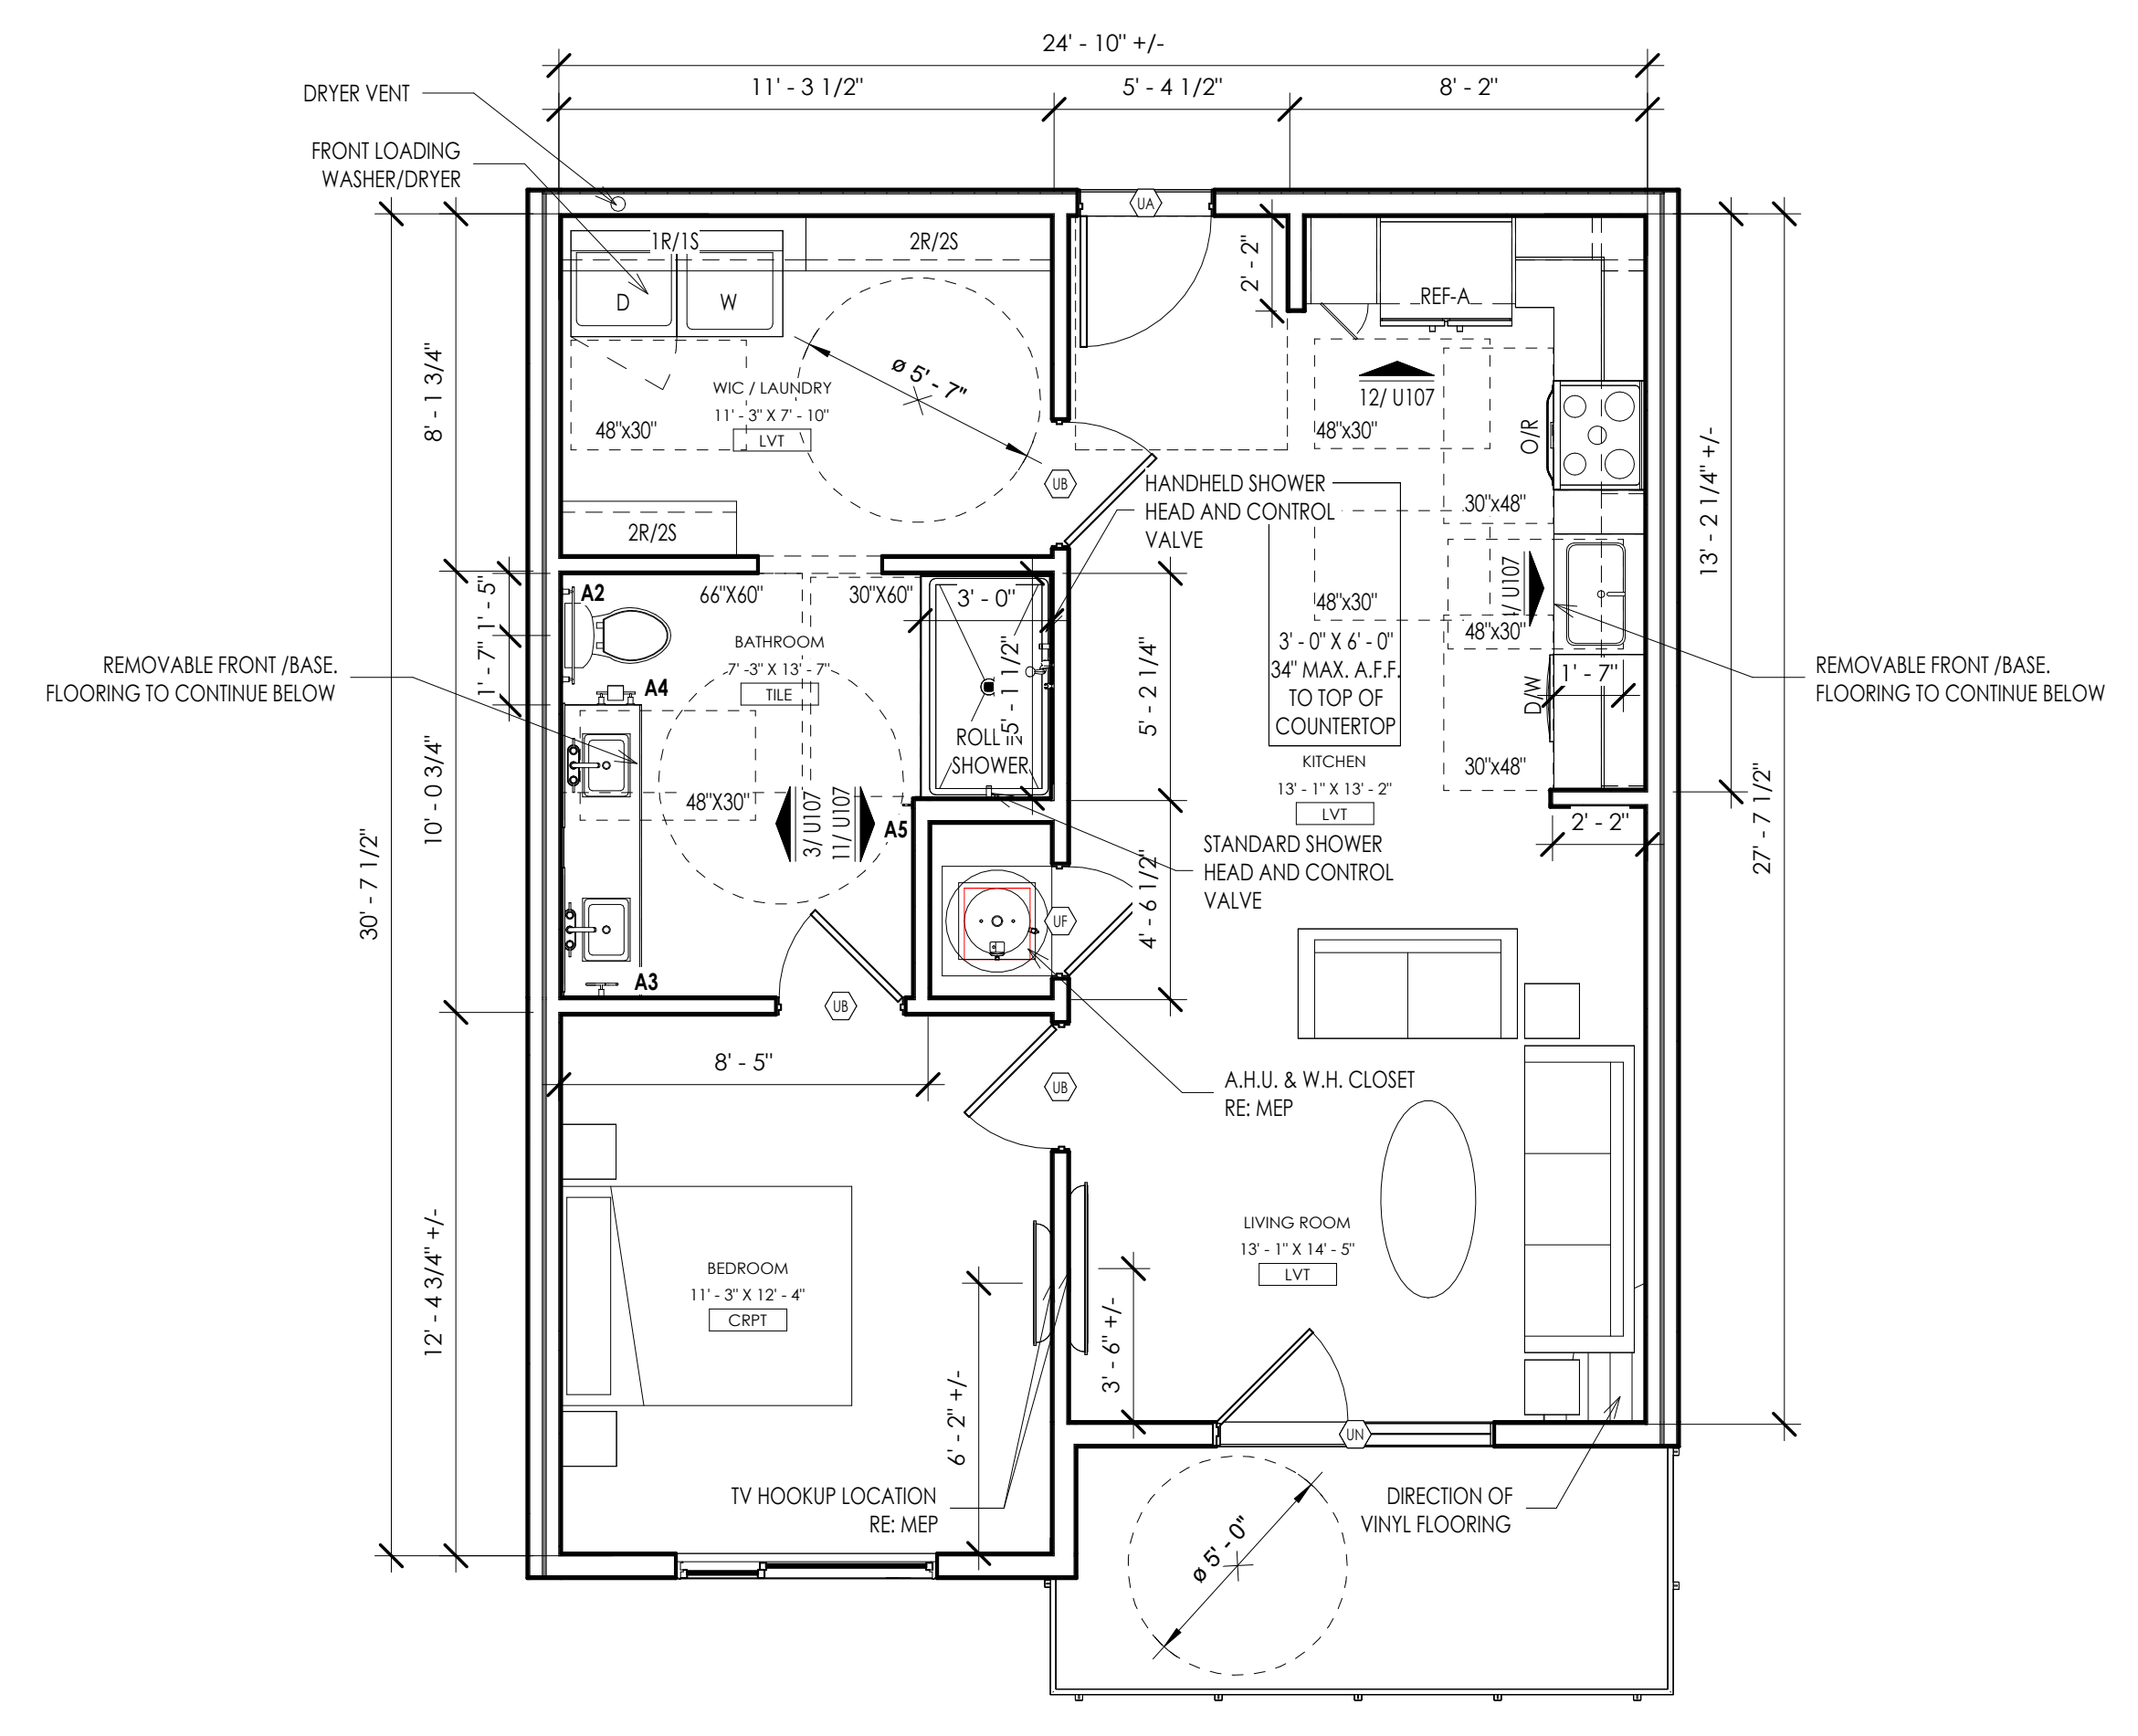 24' - 10" +/-
11' - 3 1/2"
5' - 4 1/2"
8' - 2"
DRYER VENT
FRONT LOADING
WASHER/DRYER
UA
1R/1S
2R/2S
2' - 2"
D
W
REF-A
ø 5' - 7"
8' - 1 3/4"
WIC / LAUNDRY
11' - 3" X 7' - 10"
LVT
48"x30"
12/ U107
48"x30"
O/R
UB
HANDHELD SHOWER
HEAD AND CONTROL
VALVE
30"x48"
13' - 2 1/4" +/-
2R/2S
1' - 5"
A2
66"X60"
30"X60"
3' - 0"
48"x30"
/ U107
48"x30"
BATHROOM
7' -3" X 13' - 7"
TILE
1' - 7"
A4
5' - 1 1/2"
5' - 2 1/4"
3' - 0" X 6' - 0"
34" MAX. A.F.F.
TO TOP OF
COUNTERTOP
1' - 7"
D/W
REMOVABLE FRONT /BASE.
FLOORING TO CONTINUE BELOW
REMOVABLE FRONT /BASE.
FLOORING TO CONTINUE BELOW
ROLL IN
SHOWER
KITCHEN
13' - 1" X 13' - 2"
LVT
30"x48"
10' - 0 3/4"
48"X30"
3/ U107
11/ U107
A5
2' - 2"
27' - 7 1/2"
30' - 7 1/2"
STANDARD SHOWER
HEAD AND CONTROL
VALVE
4' - 6 1/2"
UF
A3
UB
8' - 5"
UB
A.H.U. & W.H. CLOSET
RE: MEP
12' - 4 3/4" +/-
LIVING ROOM
13' - 1" X 14' - 5"
LVT
BEDROOM
11' - 3" X 12' - 4"
CRPT
3' - 6" +/-
6' - 2" +/-
UN
TV HOOKUP LOCATION
RE: MEP
DIRECTION OF
VINYL FLOORING
ø 5' - 0"